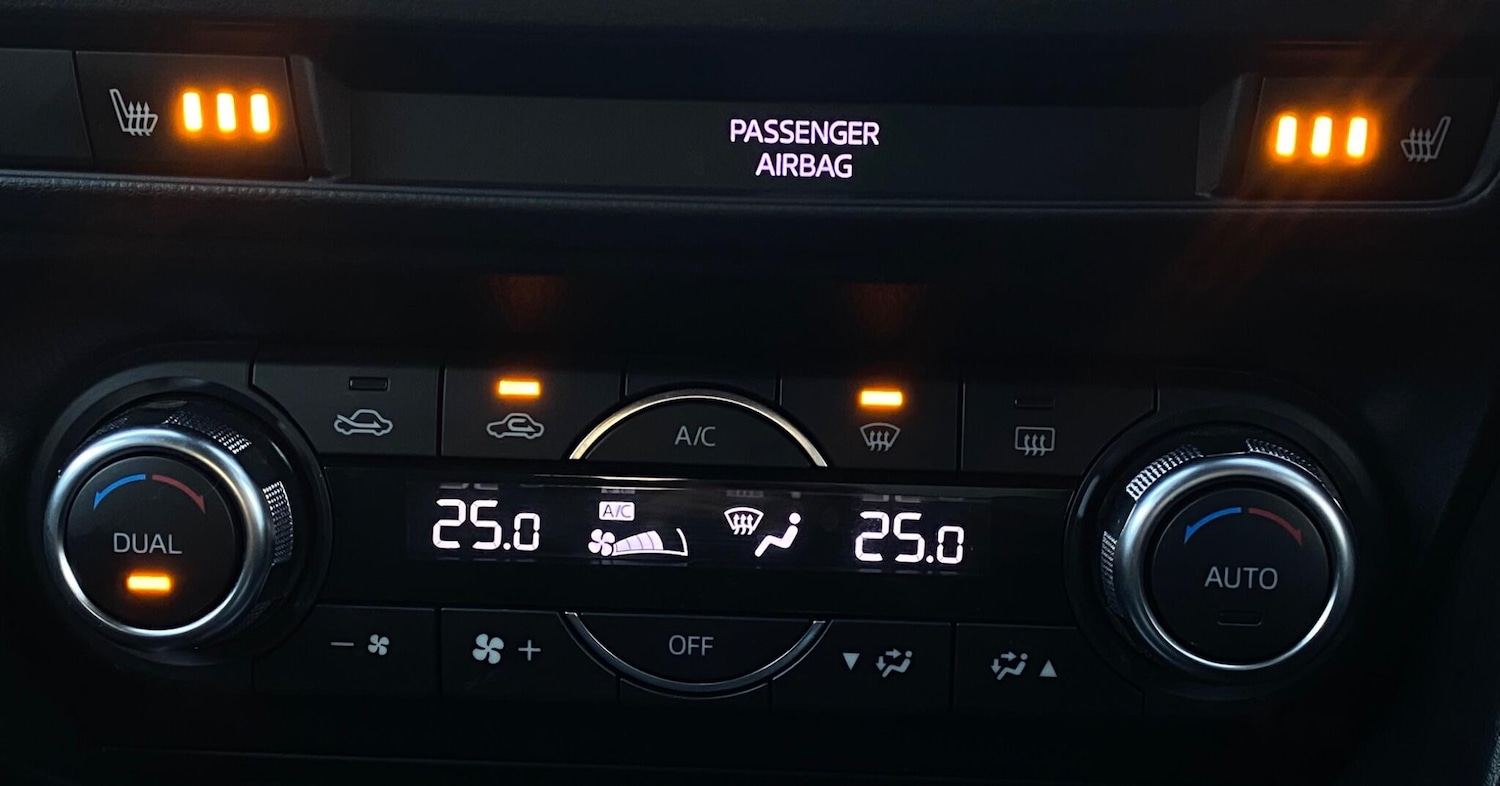 PASSENGER
AIRBAG
A/C
DUAL
25.0
A/C
25.0
AUTO
− +
OFF